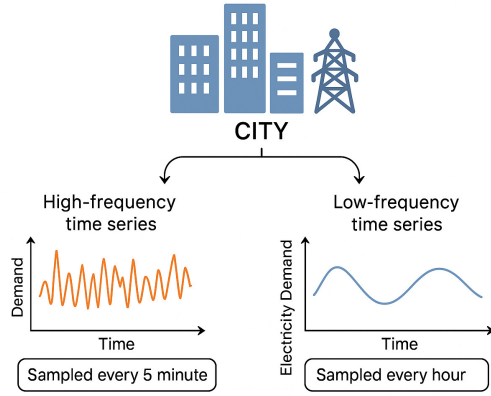 CITY
High-frequency
time series
Demand
Time
Sampled every 5 minute
Low-frequency
time series
Electricity Demand
Time
Sampled every hour